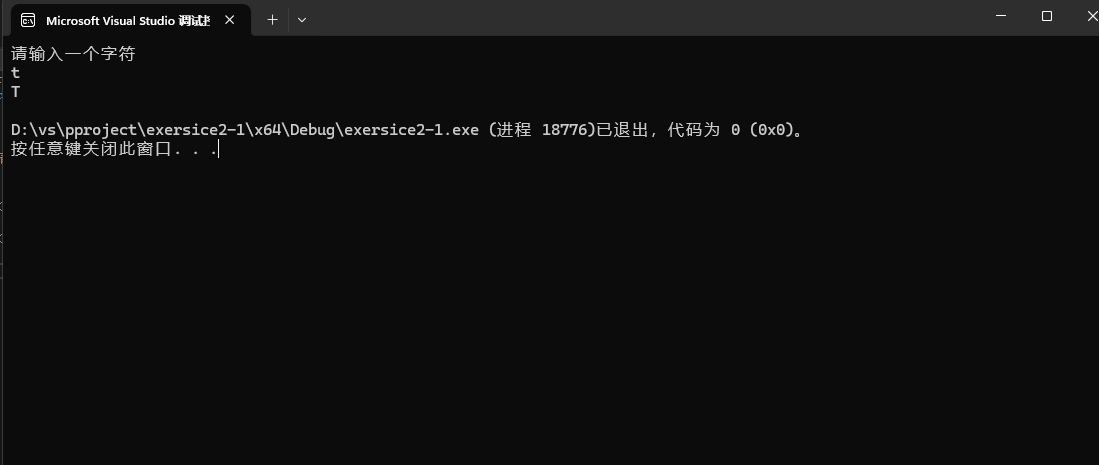 Microsoft Visual Studio 调试
请输入一个字符
t
T
D:\vs\pproject\exersice2-1\x64\Debug\exersice2-1.exe (进程 18776)已退出，代码为 0 (0x0)。
按任意键关闭此窗口. . .